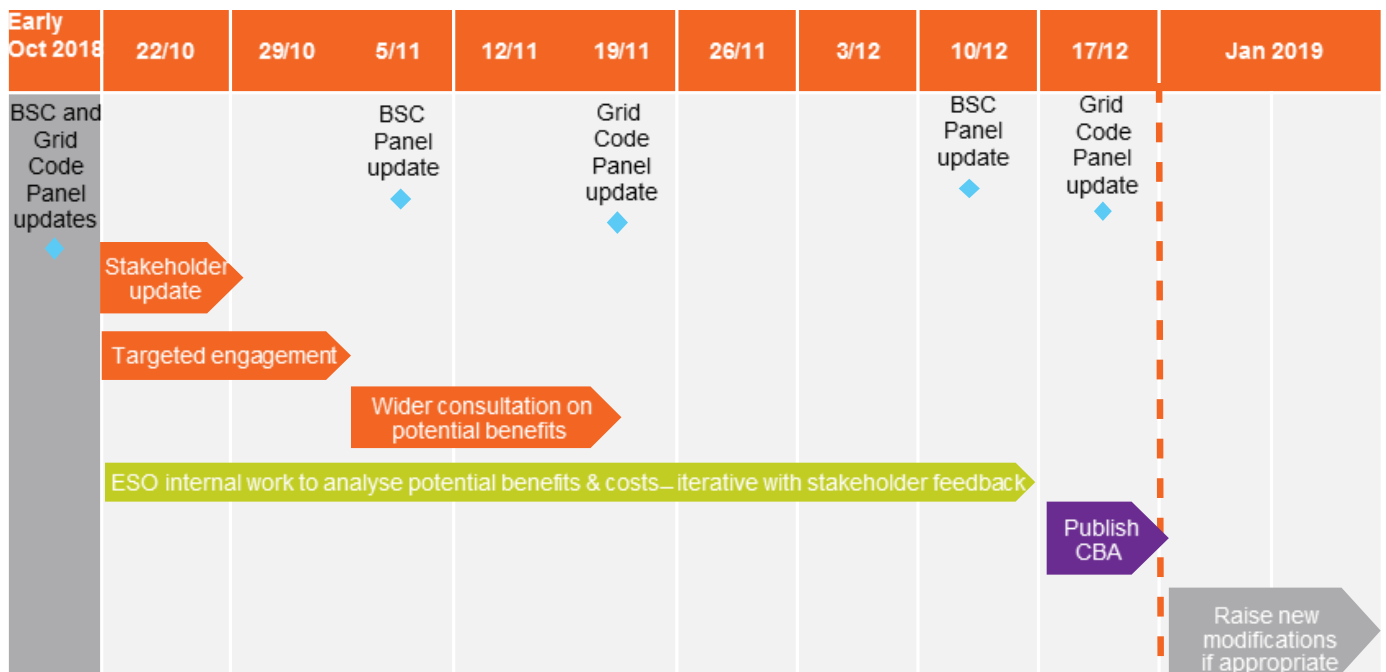 Early
Oct 2018
22/10
29/10
5/11
12/11
19/11
26/11
3/12
10/12
17/12
Jan 2019
BSC and
Grid
Code
Panel
updates
BSC
Panel
update
Grid
Code
Panel
update
BSC
Panel
update
Grid
Code
Panel
update
Stakeholder
update
Targeted engagement
Wider consultation on
potential benefits
ESO internal work to analyse potential benefits & costs – iterative with stakeholder feedback
Publish
CBA
Raise new
modifications
if appropriate